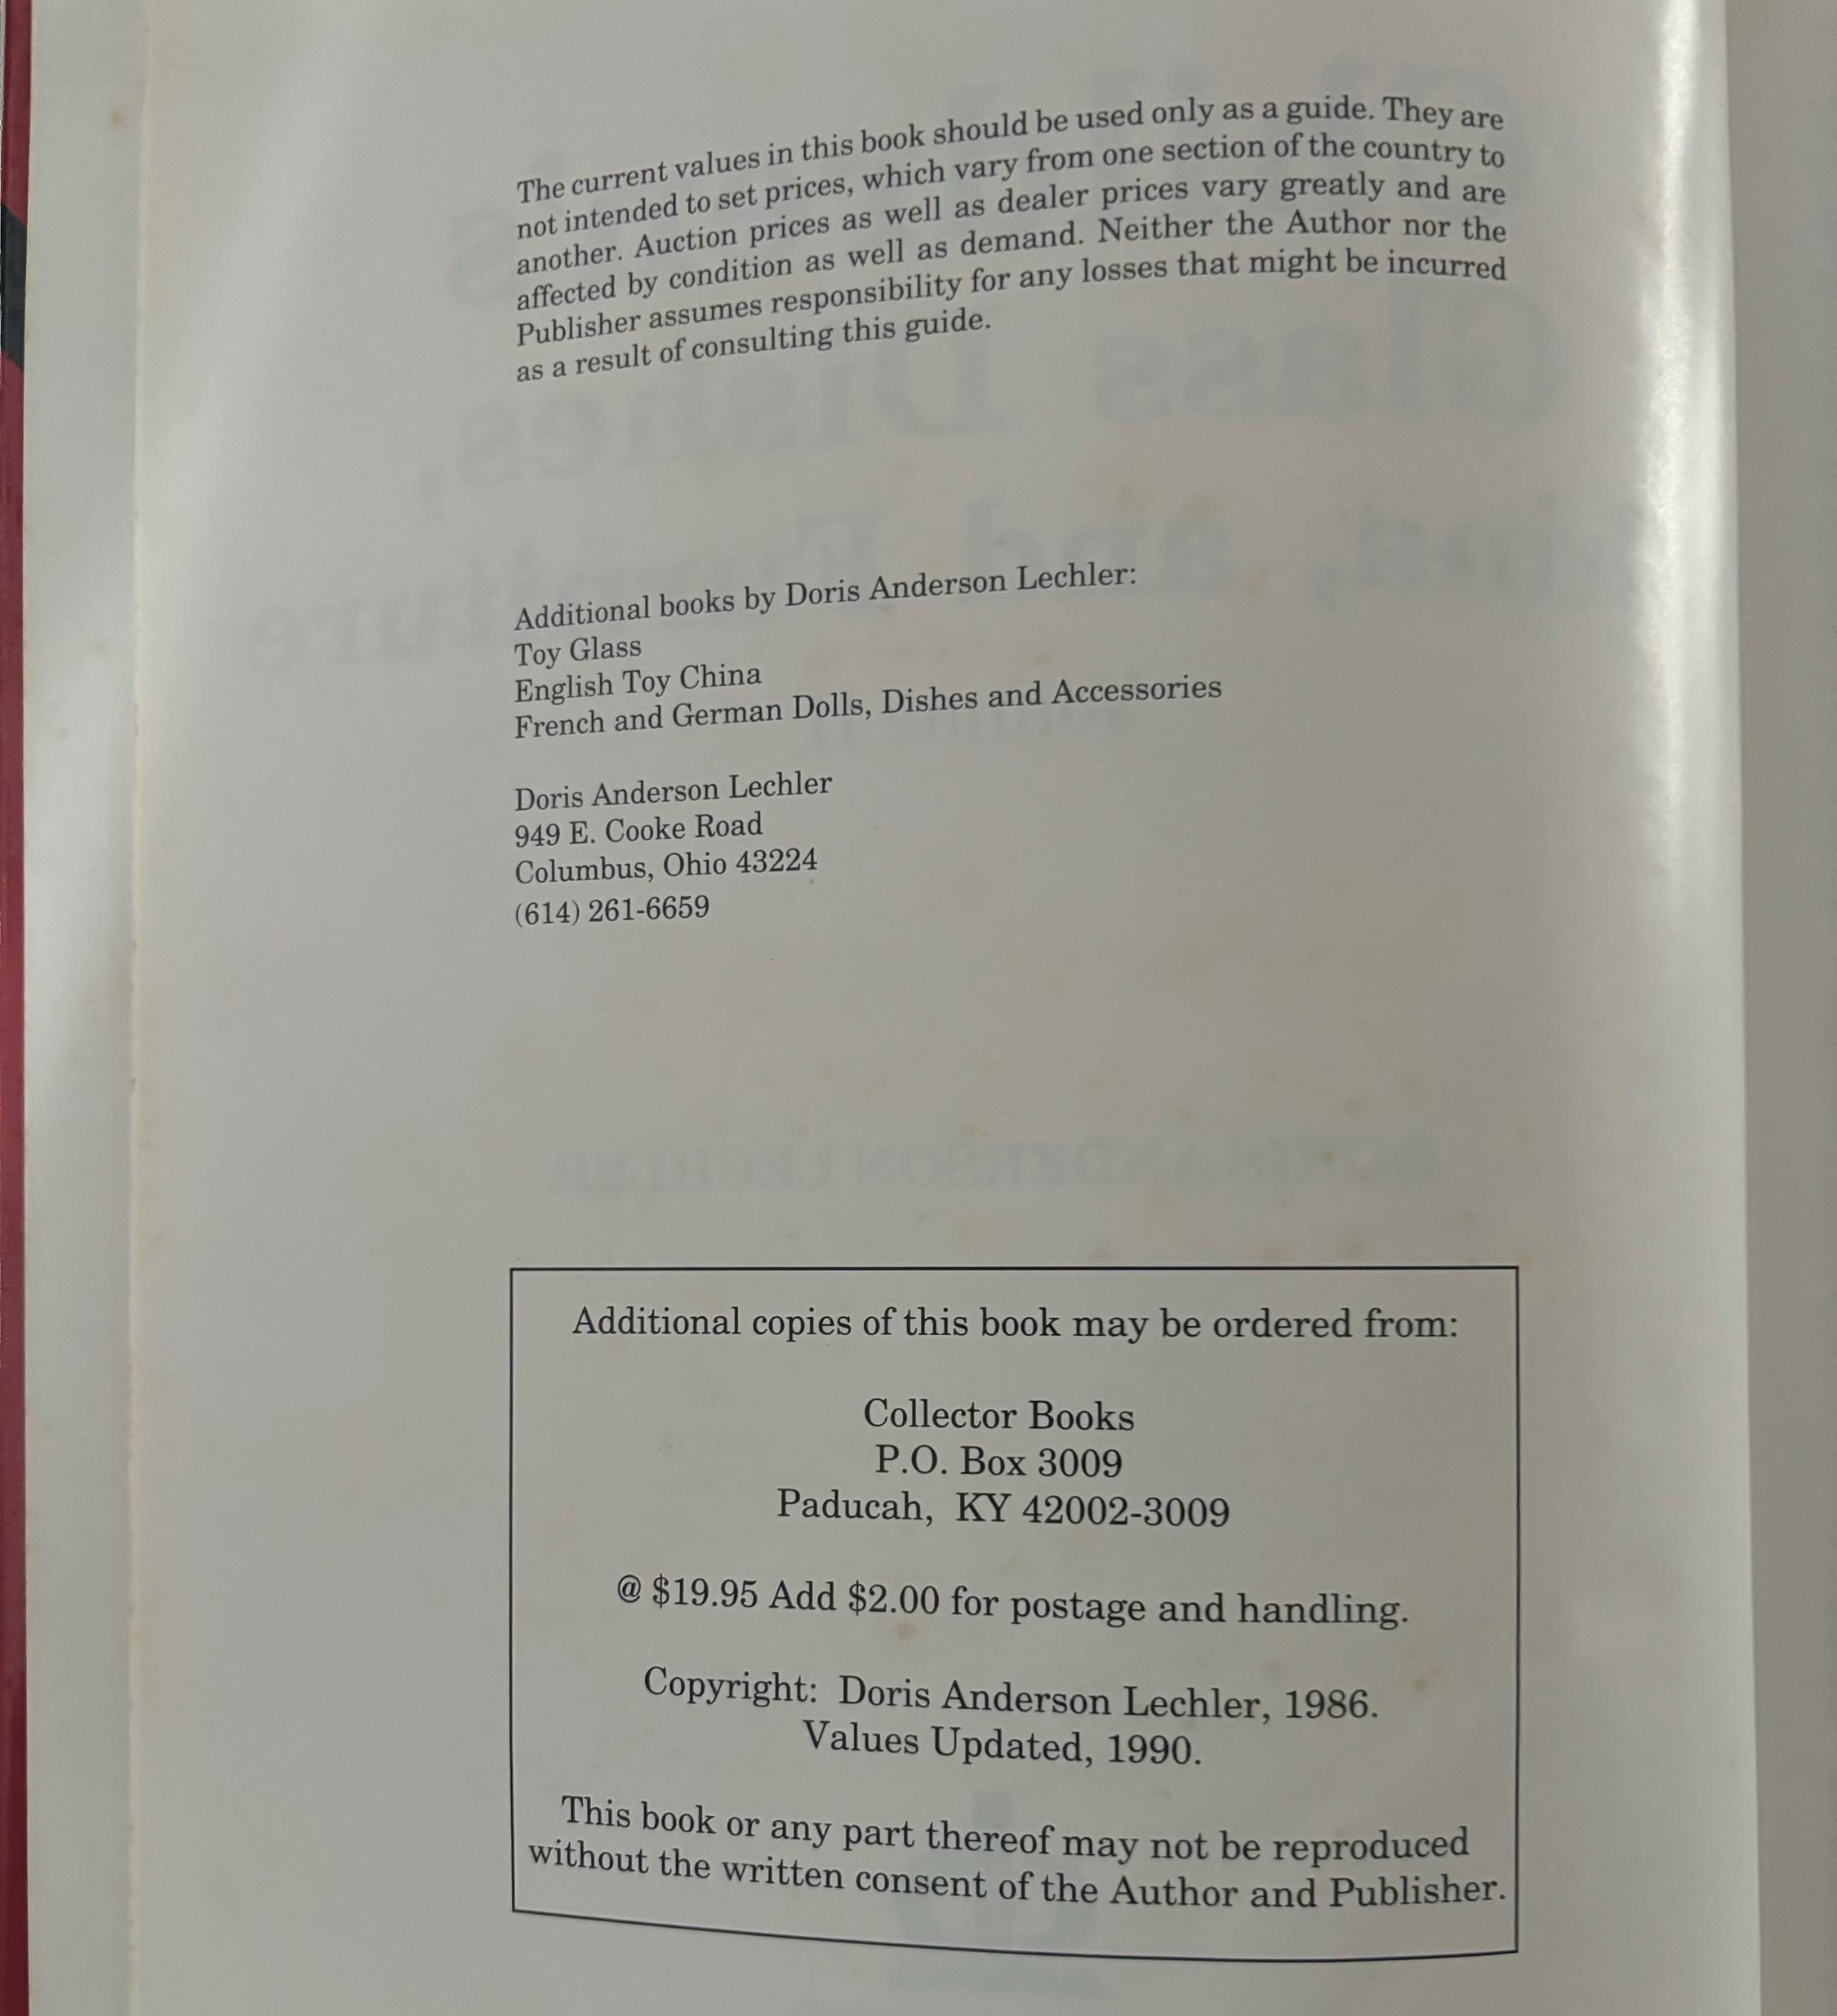 The current values in this book should be used only as a guide. They are
not intended to set prices, which vary from one section of the country to
another. Auction prices as well as dealer prices vary greatly and are
affected by condition as well as demand. Neither the Author nor the
Publisher assumes responsibility for any losses that might be incurred
as a result of consulting this guide.
Additional books by Doris Anderson Lechler:
Toy Glass
English Toy China
French and German Dolls, Dishes and Accessories
Doris Anderson Lechler
949 E. Cooke Road
Columbus, Ohio 43224
(614) 261-6659
Additional copies of this book may be ordered from:
Collector Books
P.O. Box 3009
Paducah, KY 42002-3009
@ $19.95 Add $2.00 for postage and handling.
Copyright: Doris Anderson Lechler, 1986.
Values Updated, 1990.
This book or any part thereof may not be reproduced
without the written consent of the Author and Publisher.